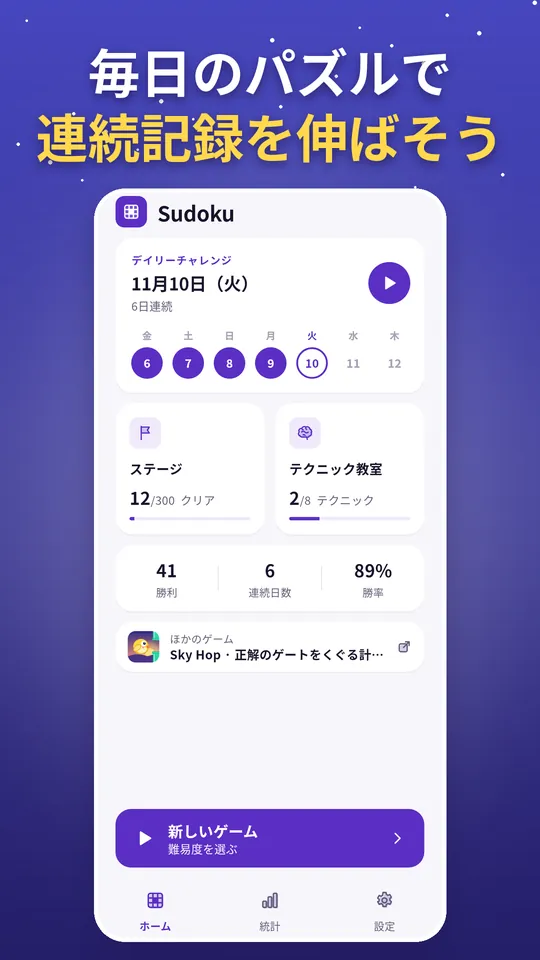 毎日のパズルで
連続記録を伸ばそう
Sudoku
デイリーチャレンジ
11月10日（火）
6日連続
金 土 日 月 火 水 木
6 7 8 9 10 11 12
ステージ
12/300 クリア
テクニック教室
2/8 テクニック
41 6 89%
勝利 連続日数 勝率
ほかのゲーム
Sky Hop · 正解のゲートをくぐる計…
新しいゲーム
難易度を選ぶ
ホーム 統計 設定